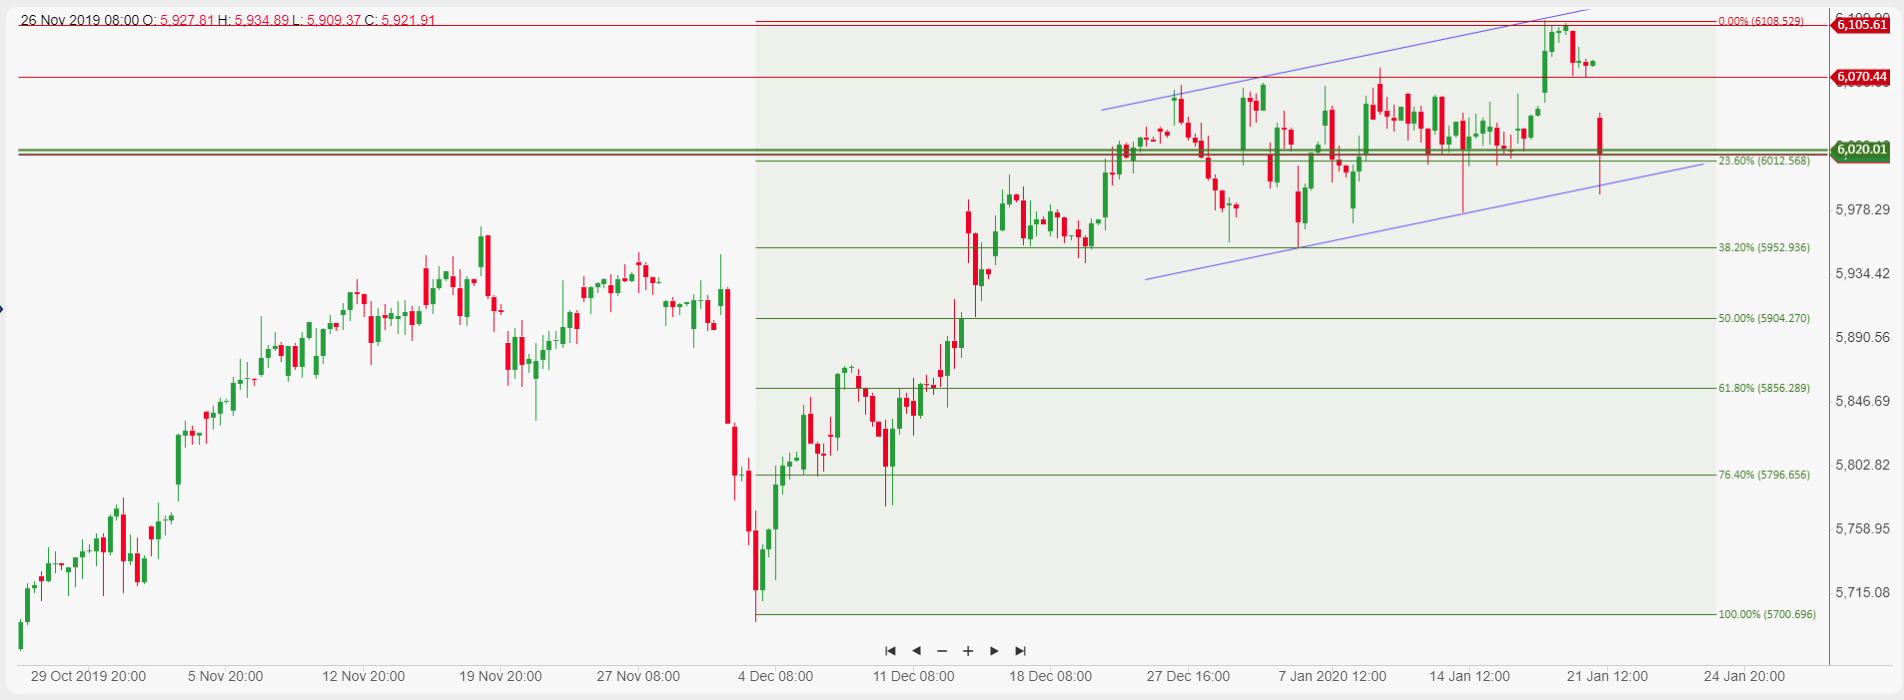 26 Nov 2019 08:00 O: 5,927.81 H: 5,934.89 L: 5,909.37 C: 5,921.91
0.00% (6108.529)
6,105.61
6,070.44
6,020.01
23.60% (6012.568)
5,978.29
38.20% (5952.936)
5,934.42
50.00% (5904.270)
5,890.56
61.80% (5856.289)
5,846.69
76.40% (5796.656)
5,802.82
5,758.95
5,715.08
100.00% (5700.696)
29 Oct 2019 20:00
5 Nov 20:00
12 Nov 20:00
19 Nov 20:00
27 Nov 08:00
4 Dec 08:00
11 Dec 08:00
18 Dec 08:00
27 Dec 16:00
7 Jan 2020 12:00
14 Jan 12:00
21 Jan 12:00
24 Jan 20:00